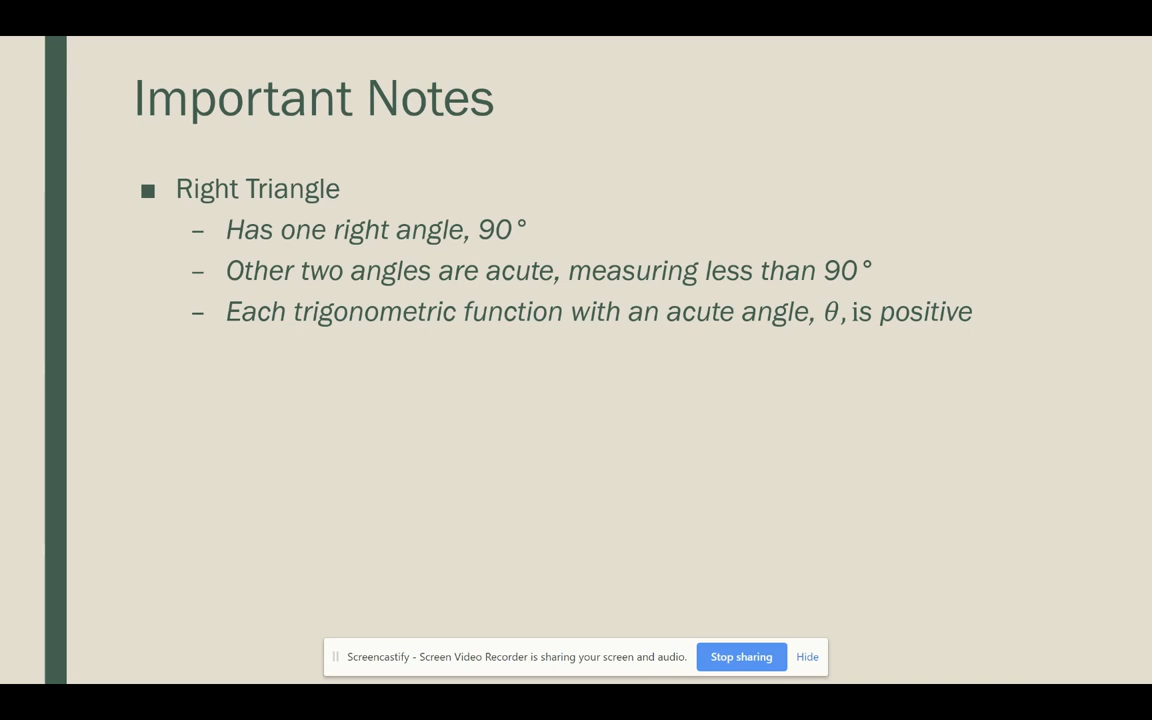 Important Notes
■ Right Triangle
– Has one right angle, 90°
– Other two angles are acute, measuring less than 90°
– Each trigonometric function with an acute angle, θ, is positive
Screencastify - Screen Video Recorder is sharing your screen and audio. Stop sharing Hide